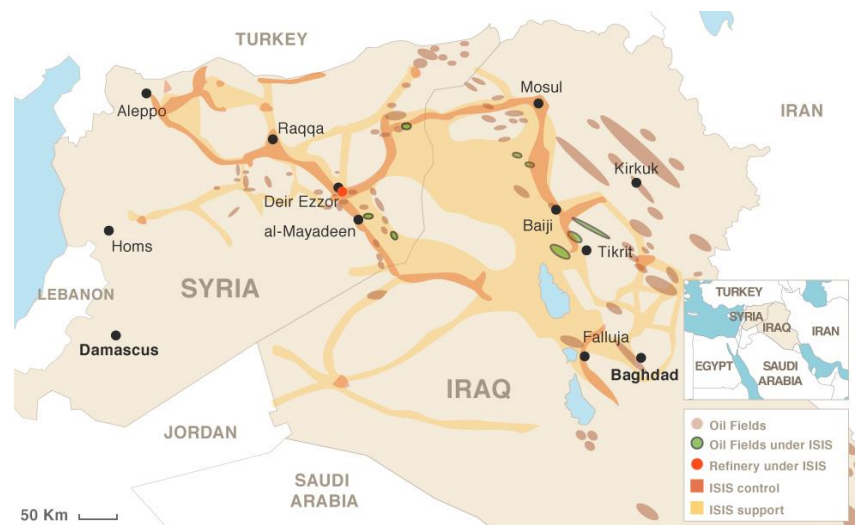 TURKEY
Mosul
Aleppo
IRAN
Raqqa
Kirkuk
Deir Ezzor
al-Mayadeen
Baiji
Homs
Tikrit
SYRIA
LEBANON
Damascus
Falluja
IRAQ
Baghdad
JORDAN
SAUDI
ARABIA
50 Km
TURKEY
SYRIA
IRAQ
IRAN
EGYPT
SAUDI
ARABIA
Oil Fields
Oil Fields under ISIS
Refinery under ISIS
ISIS control
ISIS support